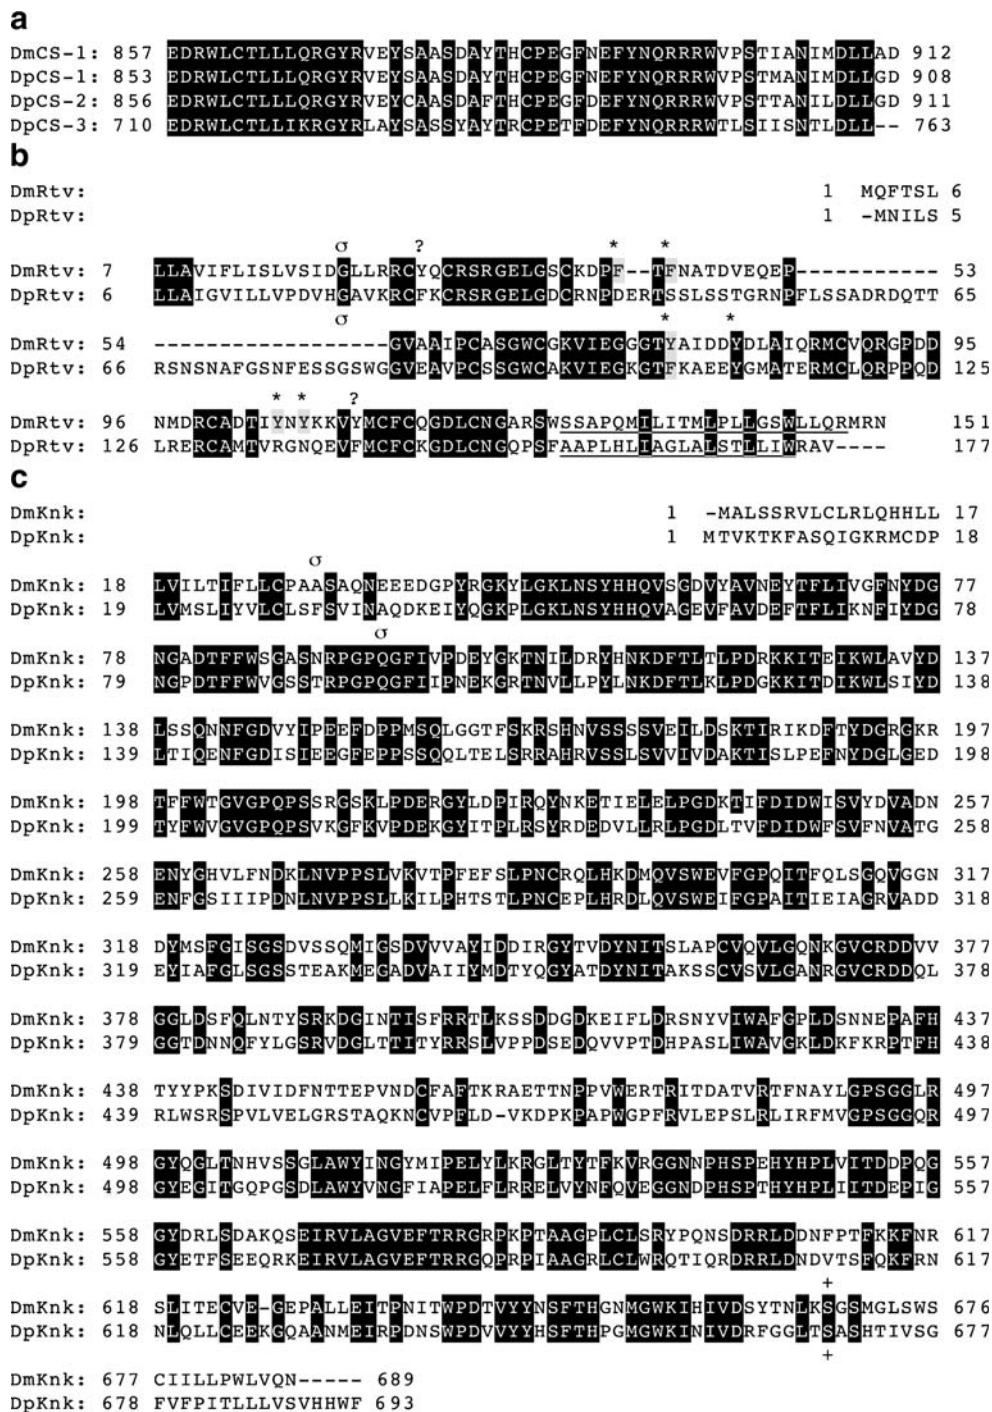 a
DmCS-1: 857 EDRWLCTLLLQRGYRVEYSAASDAYTHCPEGFNEFYNQRRRWVPSTIANIMDLLAD 912
DpCS-1: 853 EDRWLCTLLLQRGYRVEYSAASDAYTHCPEGFNEFYNQRRRWVPSTMANIMDLLGD 908
DpCS-2: 856 EDRWLCTLLLQRGYRVEYCAASDAFTHCPEGFDEFYNQRRRWVPSTTANILDLLGD 911
DpCS-3: 710 EDRWLCTLLIKRGYRLAYSASSYAYTRCPETFDEFYNQRRRWTLSIISNTLDLL-- 763
b
DmRtv: 1 MQFTSL 6
DpRtv: 1 -MNILS 5
σ ? * *
DmRtv: 7 LLAVIFLISLVSIDGLLRRCYQCRSRGELGSCKDPF--TFNATDVEQEP----------- 53
DpRtv: 6 LLAIGVILLVPDVHGAVKRCFKCRSRGELGDCRNPDERTSSLSSTGRNPFLSSADRDQTT 65
σ * *
DmRtv: 54 ------------------GVAAIPCASGWCGKVIEGGGTYAIDDYDLAIQRMCVQRGPDD 95
DpRtv: 66 RSNSNAFGSNFESSGSWGGVEAVPCSSGWCAKVIEGKGTFKAEEYGMATERMCLQRPPQD 125
* * ?
DmRtv: 96 NMDRCADTIYNYKKVYMCFCQGDLCNGARSWSSAPQMILITMLPLLGSWLLQRMRN 151
DpRtv: 126 LRERCAMTVRGNQEVFMCFCKGDLCNGQPSFAAPLHLIAGLALSTLLIWRAV---- 177
c
DmKnk: 1 -MALSSRVLCLRLQHHLL 17
DpKnk: 1 MTVKTKFASQIGKRMCDP 18
σ
DmKnk: 18 LVILTIFLLCPAASAQNEEEDGPYRGKYLGKLNSYHHQVSGDVYAVNEYTFLIVGFNYDG 77
DpKnk: 19 LVMSLIYVLCLSFSVINAQDKEIYQGKPLGKLNSYHHQVAGEVFAVDEFTFLIKNFIYDG 78
σ
DmKnk: 78 NGADTFFWSGASNRPGPQGFIVPDEYGKTNILDRYHNKDFTLTLPDRKKITEIKWLAVYD 137
DpKnk: 79 NGPDTFFWVGSSTRPGPQGFIIPNEKGRTNVLLPYLNKDFTLKLPDGKKITDIKWLSIYD 138
DmKnk: 138 LSSQNNFGDVYIPEEFDPPMSQLGGTFSKRSHNVSSSSVEILDSKTIRIKDFTYDGRGKR 197
DpKnk: 139 LTIQENFGDISIEEGFEPPSSQQLTELSRRAHRVSSLSVVIVDAKTISLPEFNYDGLGED 198
DmKnk: 198 TFFWTGVGPQPSSRGSKLPDERGYLDPIRQYNKETIELELPGDKTIFDIDWISVYDVADN 257
DpKnk: 199 TYFWVGVGPQPSVKGFKVPDEKGYITPLRSYRDEDVLLRLPGDLTVFDIDWFSVFNVATG 258
DmKnk: 258 ENYGHVLFNDKLNVPPSLVKVTPFEFSLPNCRQLHKDMQVSWEVFGPQITFQLSGQVGGN 317
DpKnk: 259 ENFGSIIIPDNLNVPPSLLKILPHTSTLPNCEPLHRDLQVSWEIFGPAITIEIAGRVADD 318
DmKnk: 318 DYMSFGISGSDVSSQMIGSDVVVAYIDDIRGYTVDYNITSLAPCVQVLGQNKGVCRDDVV 377
DpKnk: 319 EYIAFGLSGSSTEAKMEGADVAIIYMDTYQGYATDYNITAKSSCVSVLGANRGVCRDDQL 378
DmKnk: 378 GGLDSFQLNTYSRKDGINTISFRRTLKSSDDGDKEIFLDRSNYVIWAFGPLDSNNEPAFH 437
DpKnk: 379 GGTDNNQFYLGSRVDGLTTITYRRSLVPPDSEDQVVPTDHPASLIWAVGKLDKFKRPTFH 438
DmKnk: 438 TYYPKSDIVIDFNTTEPVNDCFAFTKRAETTNPPVWERTRITDATVRTFNAYLGPSGGLR 497
DpKnk: 439 RLWSRSPVLVELGRSTAQKNCVPFLD-VKDPKPAPWGPFRVLEPSLRLIRFMVGPSGGQR 497
DmKnk: 498 GYQGLTNHVSSGLAWYINGYMIPELYLKRGLTYTFKVRGGNNPHSPEHYHPLVITDDPQG 557
DpKnk: 498 GYEGITGQPGSDLAWYVNGFIAPELFLRRELVYNFQVEGGNDPHSPTHYHPLIITDEPIG 557
DmKnk: 558 GYDRLSDAKQSEIRVLAGVEFTRRGRPKPTAAGPLCLSRYPQNSDRRLDDNFPTFKKFNR 617
DpKnk: 558 GYETFSEEQRKEIRVLAGVEFTRRGQPRPIAAGRLCLWRQTIQRDRRLDNDVTSFQKFRN 617
+
DmKnk: 618 SLITECVE-GEPALLEITPNITWPDTVYYNSFTHGNMGWKIHIVDSYTNLKSGSMGLSWS 676
DpKnk: 618 NLQLLCEEKGQAANMEIRPDNSWPDVVYYHSFTHPGMGWKINIVDRFGGLTSASHTIVSG 677
+
DmKnk: 677 CIILLPWLVQN----- 689
DpKnk: 678 FVFPITLLLVSVHHWF 693